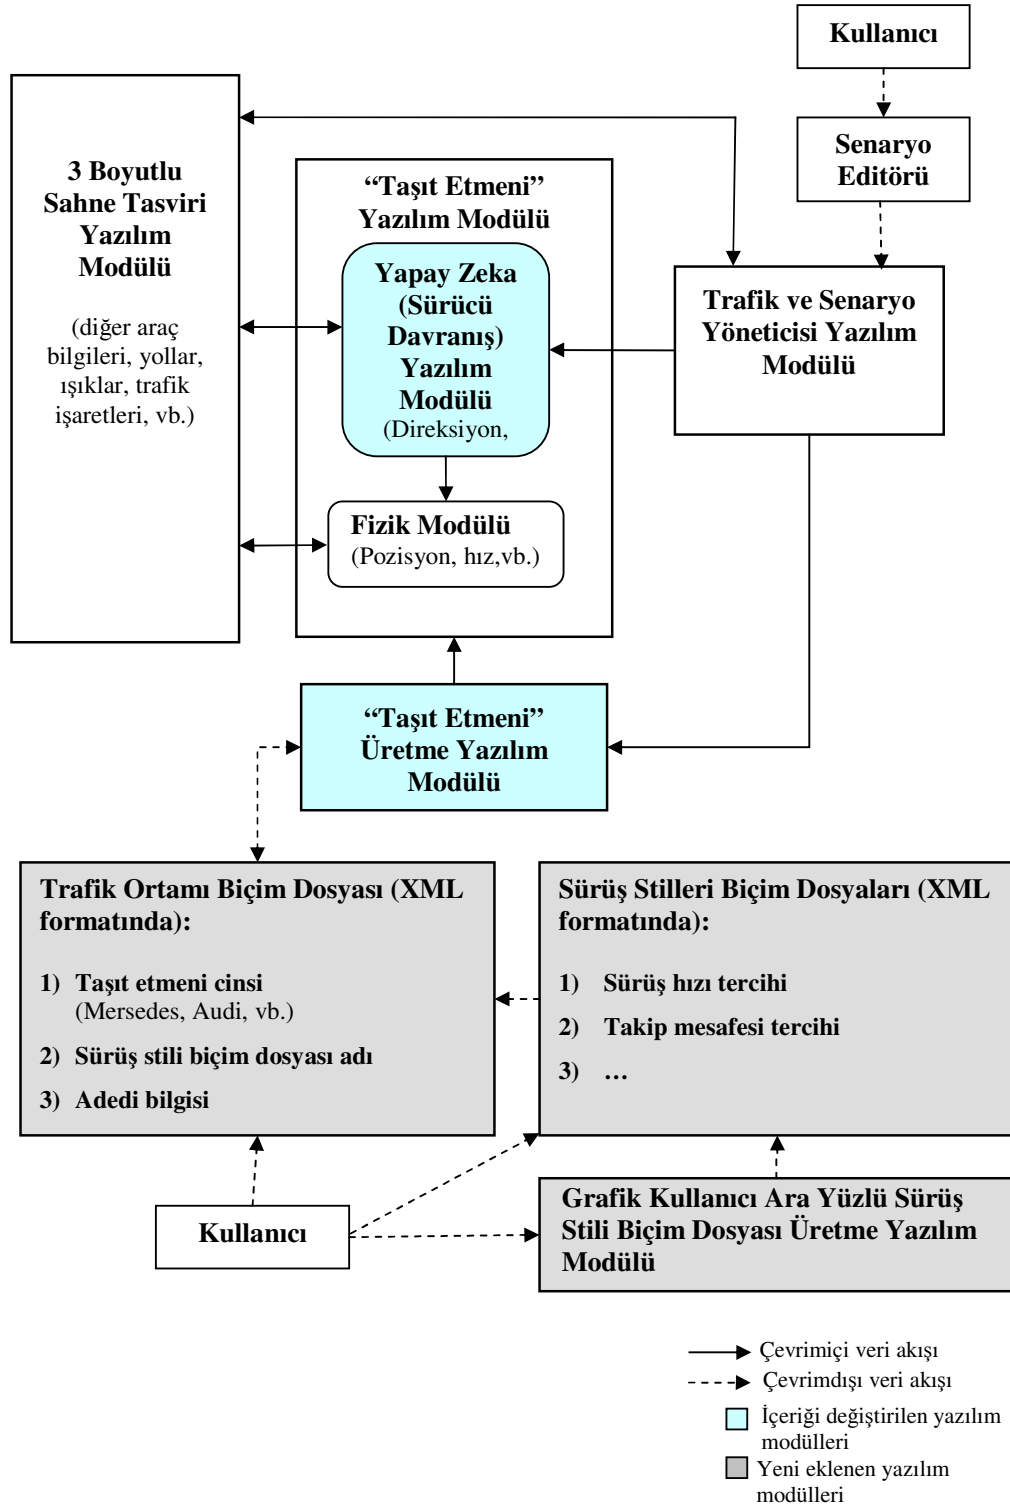 Kullanıcı
Senaryo
Editörü
3 Boyutlu
Sahne Tasviri
Yazılım
Modülü
(diğer araç
bilgileri, yollar,
ışıklar, trafik
işaretleri, vb.)
“Taşıt Etmeni”
Yazılım Modülü
Yapay Zeka
(Sürücü
Davranış)
Yazılım
Modülü
(Direksiyon,
Fizik Modülü
(Pozisyon, hız,vb.)
Trafik ve Senaryo
Yöneticisi Yazılım
Modülü
“Taşıt Etmeni”
Üretme Yazılım
Modülü
Trafik Ortamı Biçim Dosyası (XML
formatında):
1) Taşıt etmeni cinsi
(Mersedes, Audi, vb.)
2) Sürüş stili biçim dosyası adı
3) Adedi bilgisi
Sürüş Stilleri Biçim Dosyaları (XML
formatında):
1) Sürüş hızı tercihi
2) Takip mesafesi tercihi
3) …
Kullanıcı
Grafik Kullanıcı Ara Yüzlü Sürüş
Stili Biçim Dosyası Üretme Yazılım
Modülü
Çevrimiçi veri akışı
Çevrimdışı veri akışı
İçeriği değiştirilen yazılım
modülleri
Yeni eklenen yazılım
modülleri